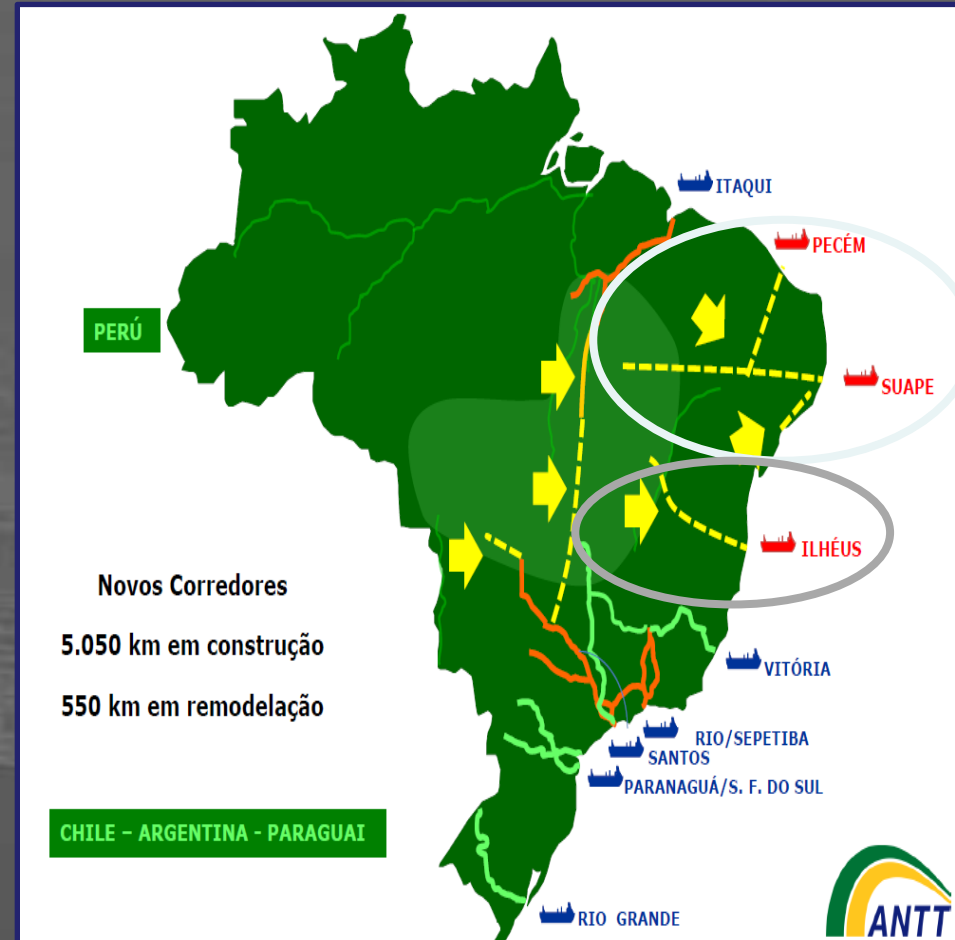 ITAQUI
PECÉM
PERÚ
SUAPE
ILHÉUS
Novos Corredores
5.050 km em construção
550 km em remodelação
VITÓRIA
RIO/SEPETIBA
SANTOS
PARANAGUÁ/S. F. DO SUL
CHILE – ARGENTINA - PARAGUAI
RIO GRANDE
ANTT